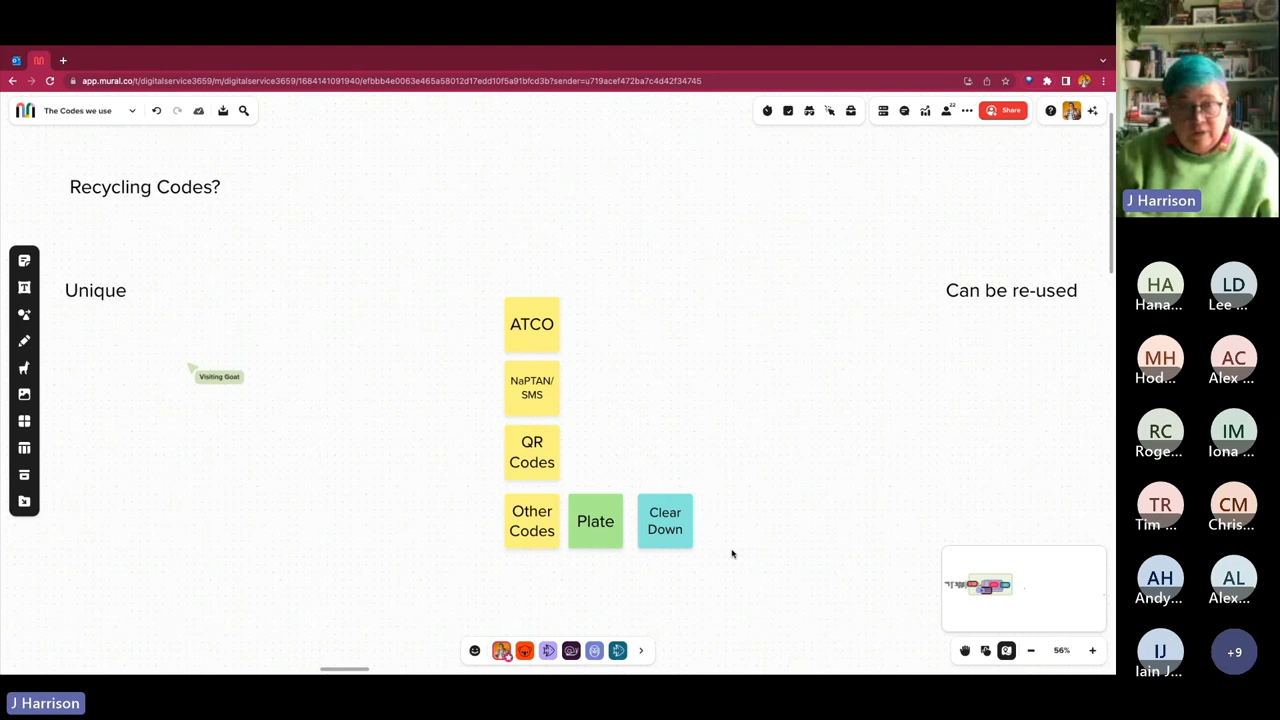 app.mural.co/t/digitalservice3659/m/digitalservice3659/1684141091940/efbbb4e0063e465a58012d17edd10f5a91bfcd3b?sender=u719acef472ba7c4d42f34745
The Codes we use
22
Share
J Harrison
Recycling Codes?
Unique
Can be re-used
ATCO
Visiting Goat
NaPTAN/
SMS
QR
Codes
Other
Codes
Plate
Clear
Down
56%
HA
Hana...
LD
Lee ...
MH
Hod...
AC
Alex ...
RC
Roge...
IM
Iona ...
TR
Tim ...
CM
Chris...
AH
Andy...
AL
Alex...
IJ
Iain J...
+9
J Harrison